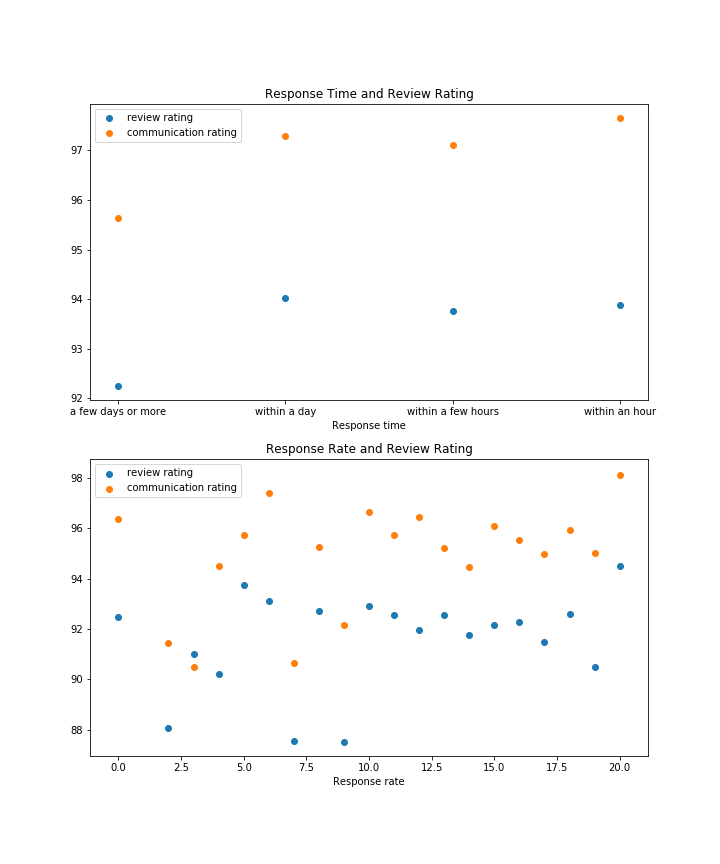 Response Time and Review Rating
review rating
communication rating
97
96
95
94
93
92
a few days or more within a day within a few hours within an hour
Response time
Response Rate and Review Rating
review rating
communication rating
98
96
94
92
90
88
0.0 2.5 5.0 7.5 10.0 12.5 15.0 17.5 20.0
Response rate